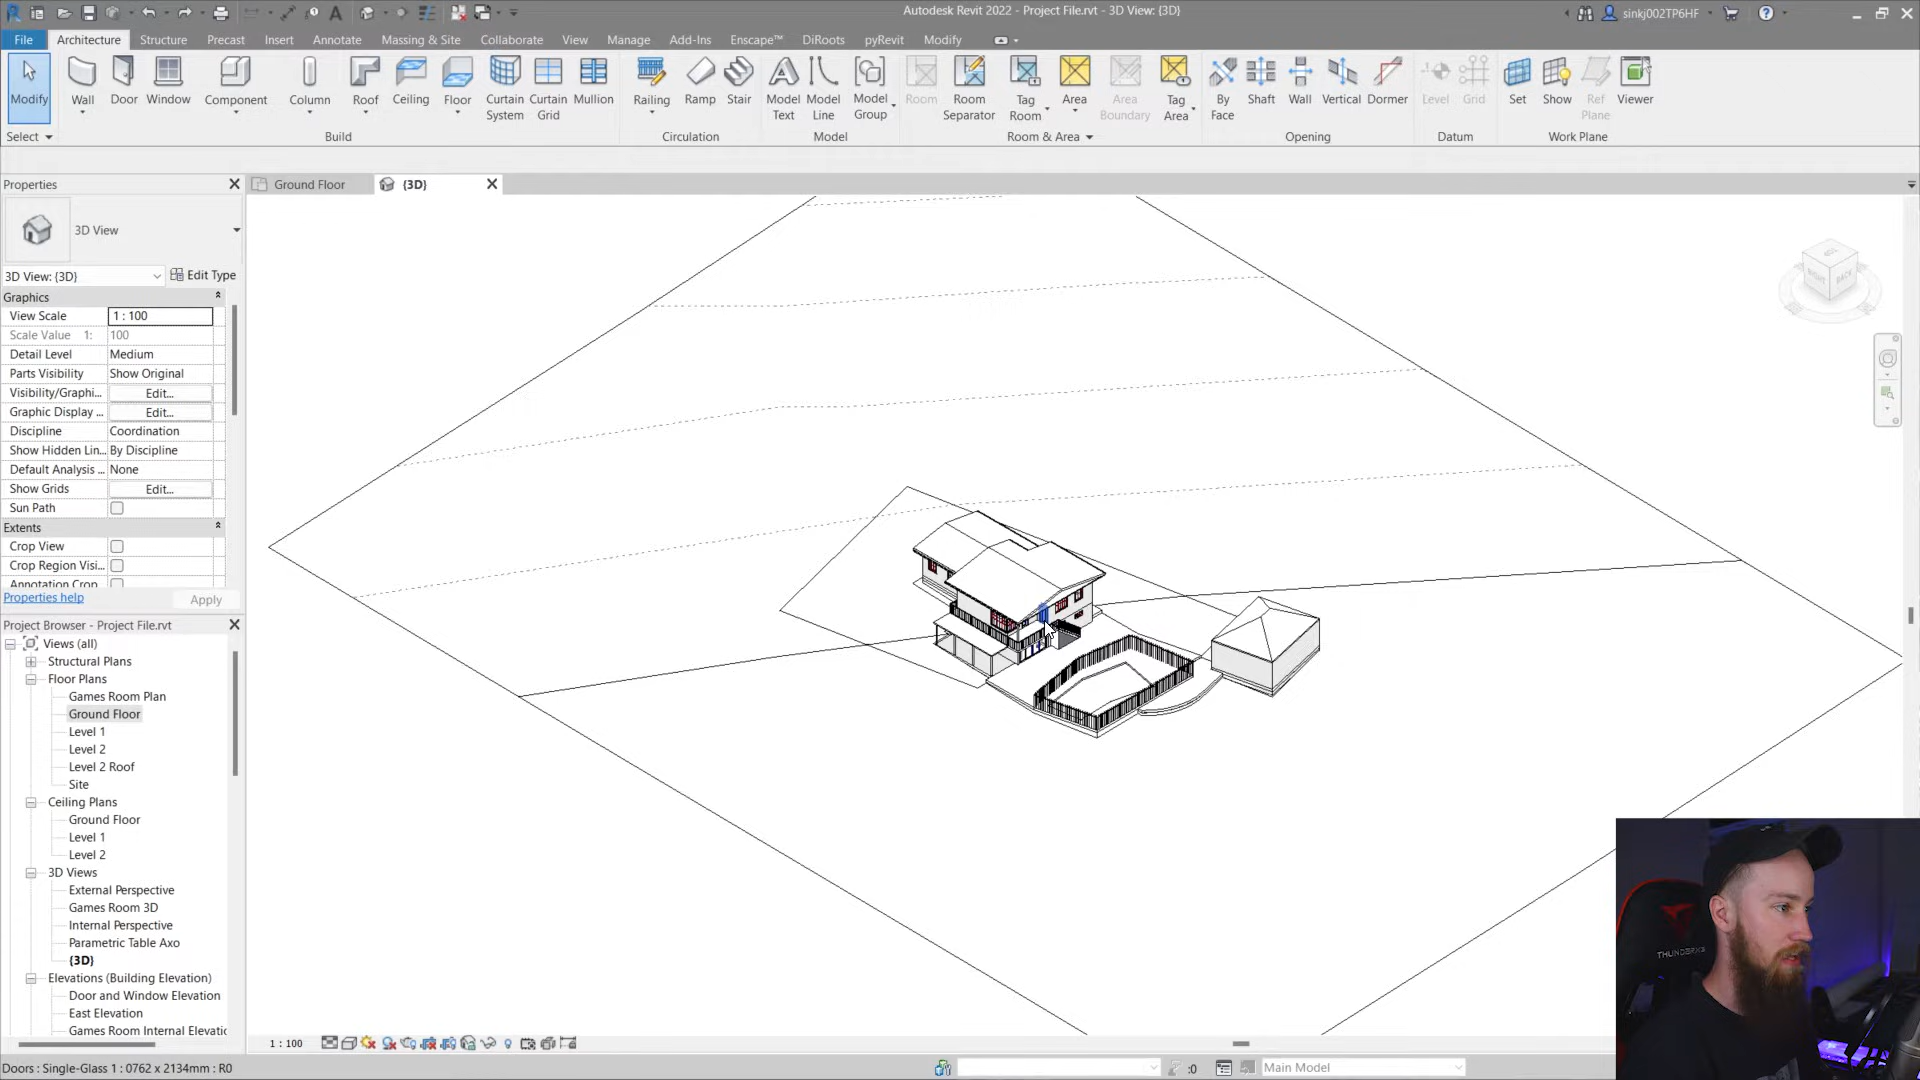 Autodesk Revit 2022 - Project File.rvt - 3D View: {3D}
sinkj002TP6HF
File Architecture Structure Precast Insert Annotate Massing & Site Collaborate View Manage Add-Ins Enscape™ DiRoots pyRevit Modify
Modify Wall Door Window Component Column Roof Ceiling Floor Curtain System Curtain Grid Mullion Railing Ramp Stair Model Text Model Line Model Group Room Room Separator Tag Room Area Area Boundary Tag Area By Face Shaft Wall Vertical Dormer Level Grid Set Show Ref Plane Viewer
Select Build Circulation Model Room & Area Opening Datum Work Plane
Properties
Ground Floor {3D}
3D View
3D View: {3D} Edit Type
Graphics
View Scale 1 : 100
Scale Value 1: 100
Detail Level Medium
Parts Visibility Show Original
Visibility/Graphi... Edit...
Graphic Display ... Edit...
Discipline Coordination
Show Hidden Lin... By Discipline
Default Analysis ... None
Show Grids Edit...
Sun Path
Extents
Crop View
Crop Region Visi...
Annotation Crop
Properties help Apply
Project Browser - Project File.rvt
Views (all)
Structural Plans
Floor Plans
Games Room Plan
Ground Floor
Level 1
Level 2
Level 2 Roof
Site
Ceiling Plans
Ground Floor
Level 1
Level 2
3D Views
External Perspective
Games Room 3D
Internal Perspective
Parametric Table Axo
{3D}
Elevations (Building Elevation)
Door and Window Elevation
East Elevation
Games Room Internal Elevatio
RIGHT BACK
THUNDERX3
1 : 100
Doors : Single-Glass 1 : 0762 x 2134mm : R0
:0 Main Model